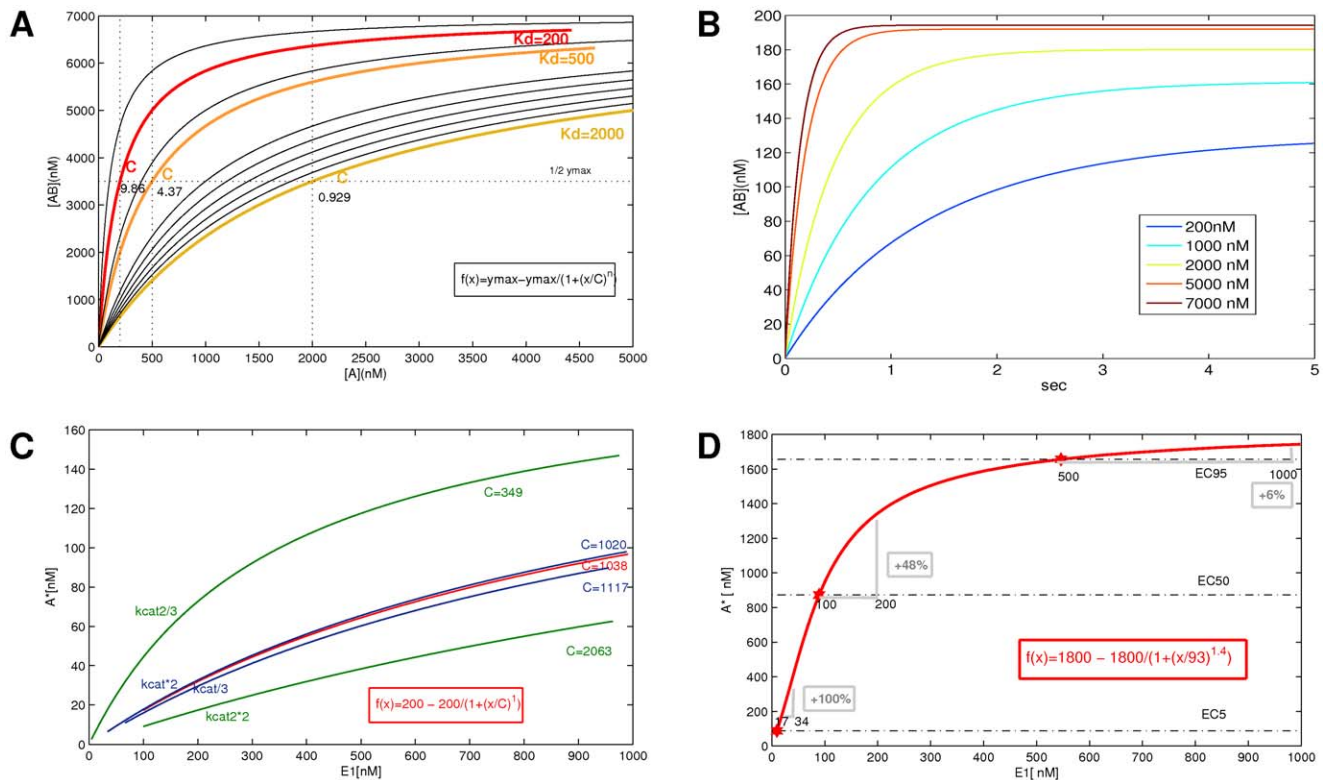 A
7000
6000
5000
4000
3000
2000
1000
0
[AB](nM)
Kd=200
Kd=500
Kd=2000
C
C
C
9.86
4.37
0.929
1/2 ymax
f(x)=ymax−ymax/(1+(x/C)^n)
0 500 1000 1500 2000 2500 3000 3500 4000 4500 5000
[A](nM)
B
200
180
160
140
120
100
80
60
40
20
0
[AB](nM)
200nM
1000 nM
2000 nM
5000 nM
7000 nM
0 1 2 3 4 5
sec
C
160
140
120
100
80
60
40
20
0
A*[nM]
C=349
C=1020
C=1038
C=1117
C=2063
kcat2/3
kcat*2
kcat/3
kcat2*2
f(x)=200 − 200/(1+(x/C)^1)
0 100 200 300 400 500 600 700 800 900 1000
E1[nM]
D
1800
1600
1400
1200
1000
800
600
400
200
0
A* [ nM]
500
EC95
1000
+6%
+48%
EC50
100
200
f(x)=1800 − 1800/(1+(x/93)^1.4)
+100%
17 34
EC5
0 100 200 300 400 500 600 700 800 900 1000
E1[ nM]